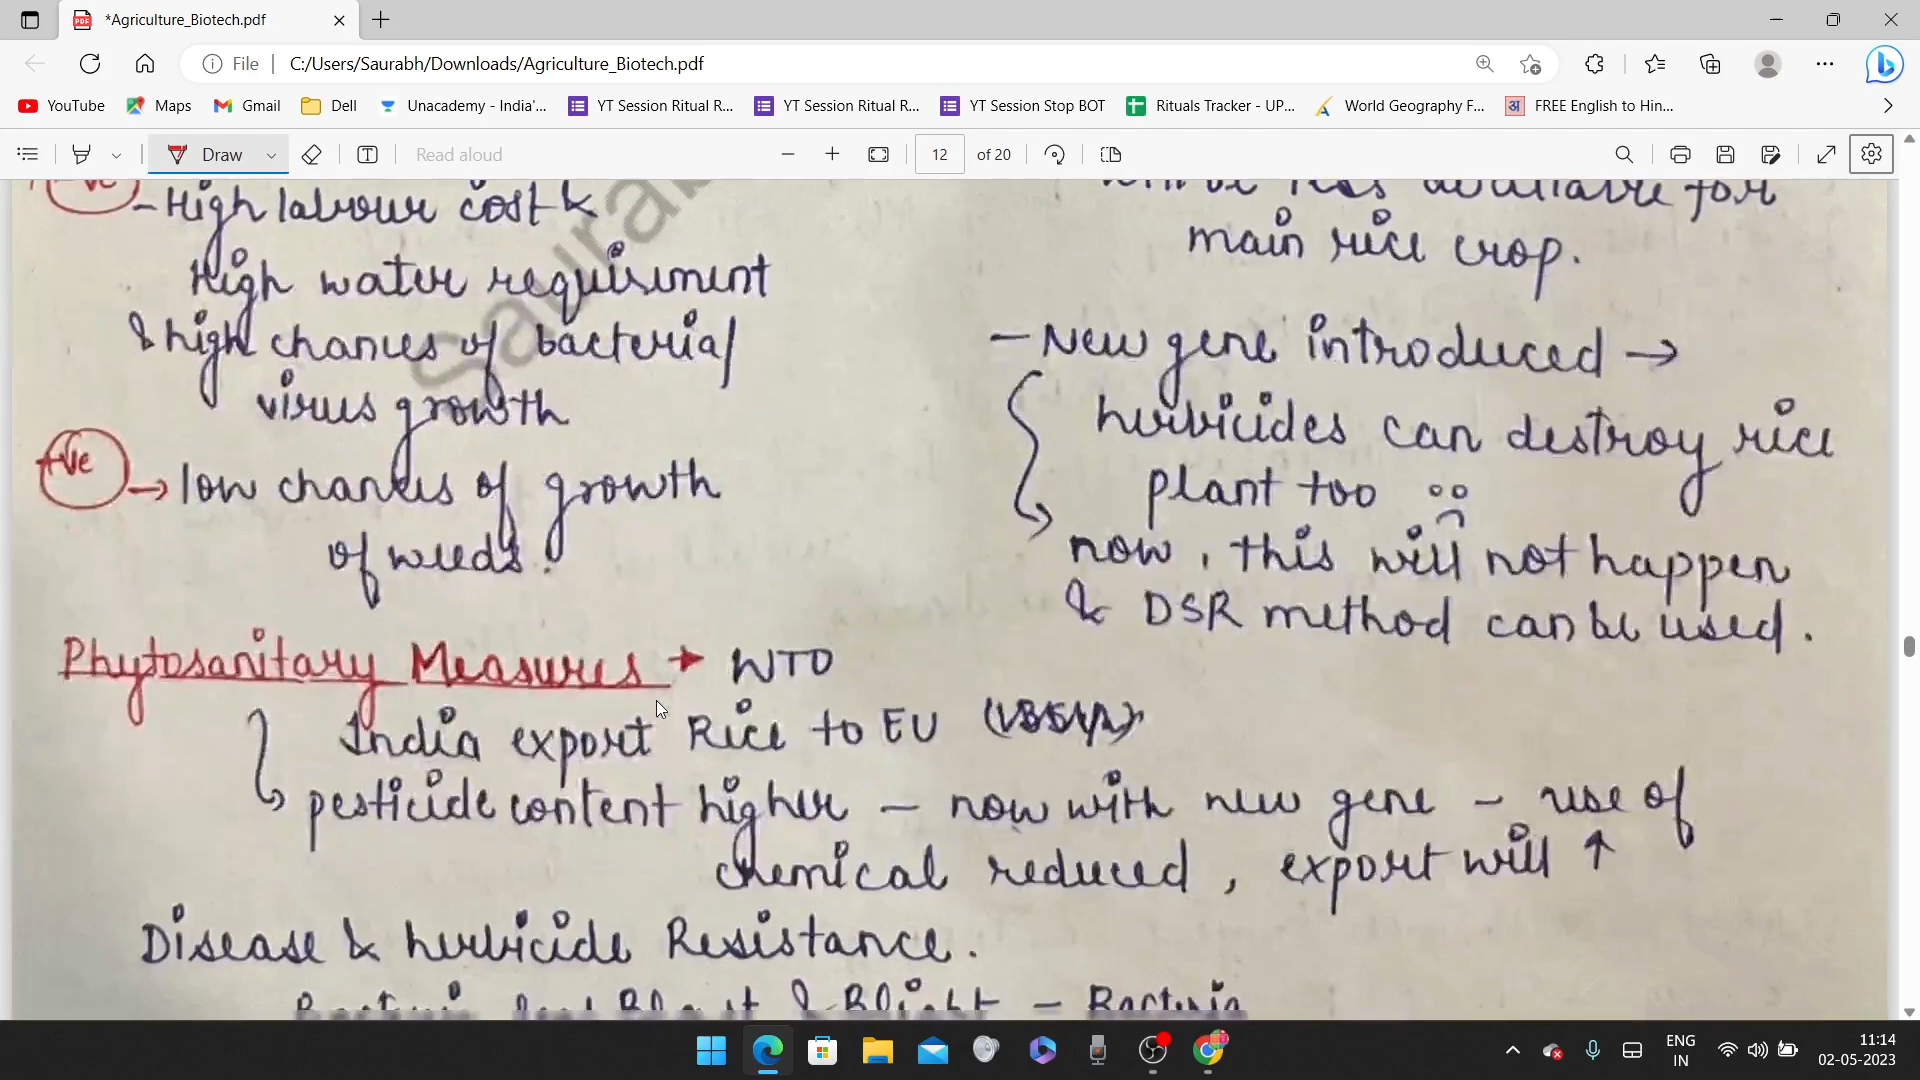 *Agriculture_Biotech.pdf
File
C:/Users/Saurabh/Downloads/Agriculture_Biotech.pdf
YouTube
Maps
Gmail
Dell
Unacademy - India'...
YT Session Ritual R...
YT Session Ritual R...
YT Session Stop BOT
Rituals Tracker - UP...
World Geography F...
FREE English to Hin...
Draw
Read aloud
12
of 20
-ve
- High labour cost &
High water requirement
& high chances of bacterial
virus growth
+ve
→ low chances of growth
of weeds.
available for
main rice crop.
- New gene introduced →
herbicides can destroy rice
plant too
now, this will not happen
& DSR method can be used.
Phytosanitary Measures → WTO
India export Rice to EU
pesticide content higher - now with new gene - use of
chemical reduced, export will ↑
Disease & herbicide Resistance.
Blight - Bacteria
Saurab
ENG
IN
11:14
02-05-2023